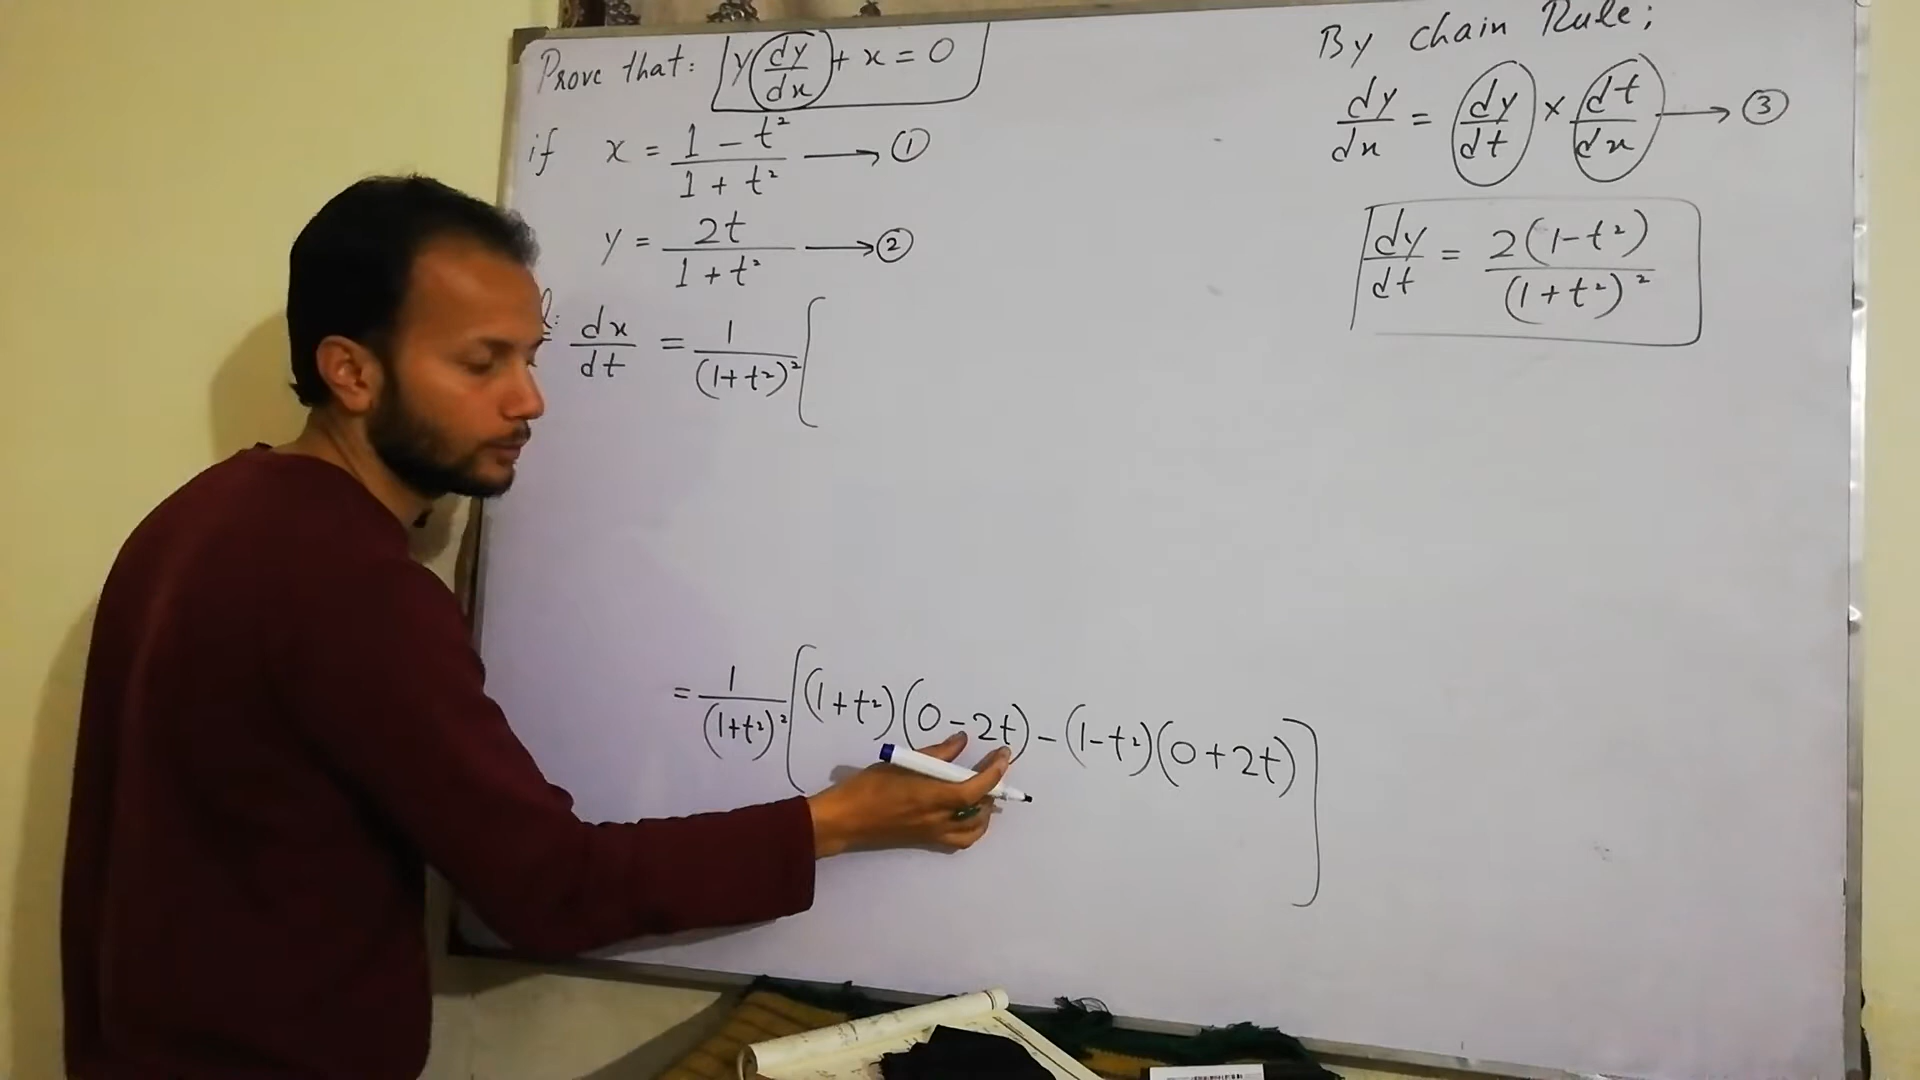 Prove that: y dy/dx + x = 0
if x = 1 - t² / 1 + t² → ①
y = 2t / 1 + t² → ②
dx/dt = 1/(1+t²)² [
= 1/(1+t²)² [(1+t²)(0-2t) - (1-t²)(0+2t)]
By Chain Rule;
dy/dx = dy/dt × dt/dx → ③
dy/dt = 2(1-t²)/(1+t²)²